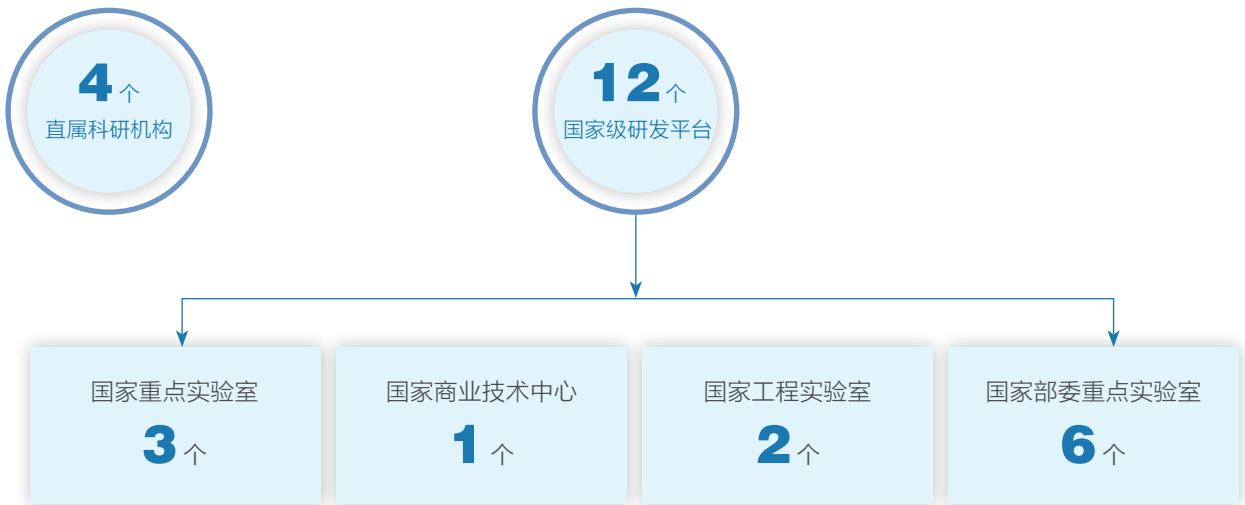 4个
直属科研机构
12个
国家级研发平台
国家重点实验室
3个
国家商业技术中心
1个
国家工程实验室
2个
国家部委重点实验室
6个